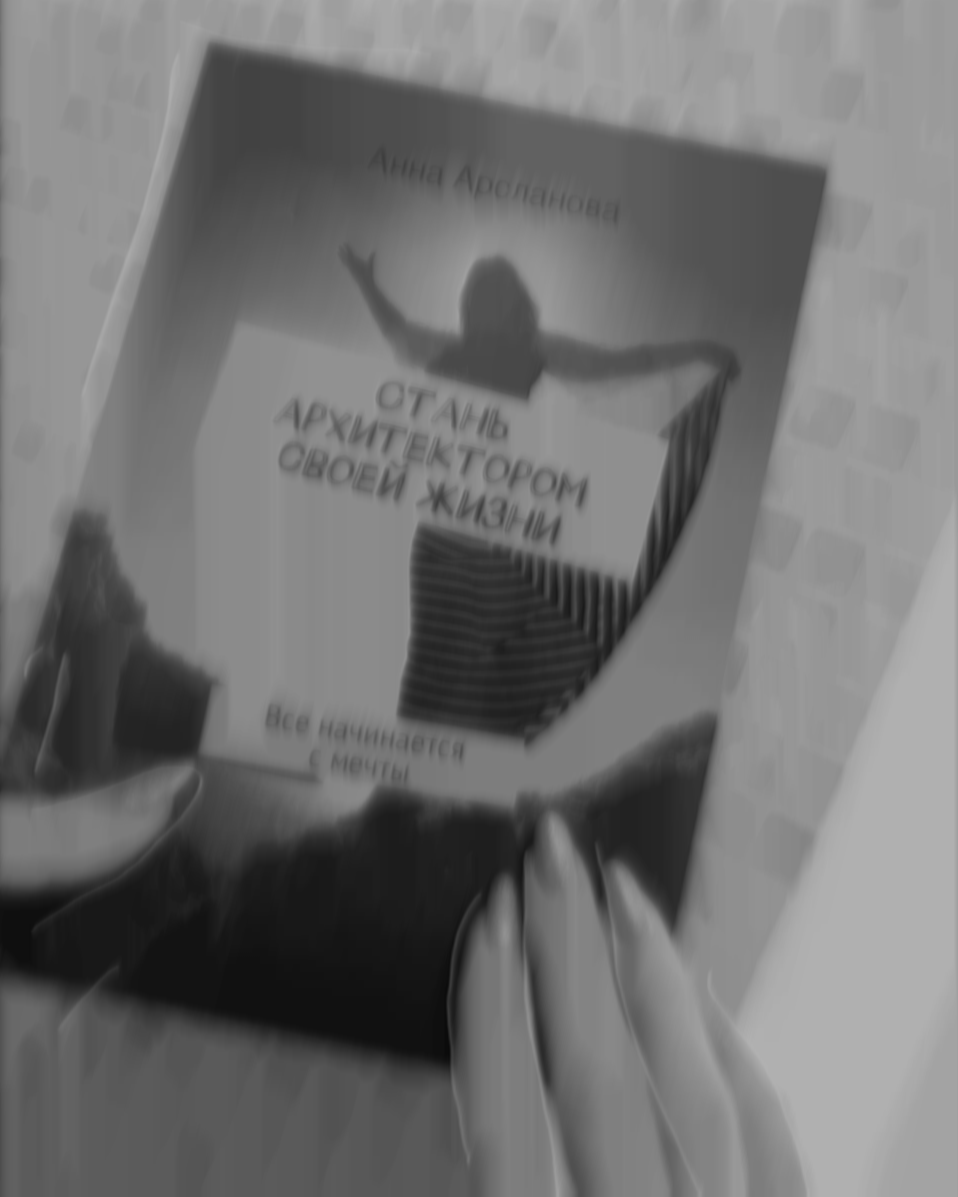 Анна Арсланова
СТАНЬ
АРХИТЕКТОРОМ
СВОЕЙ ЖИЗНИ
Все начинается
с мечты